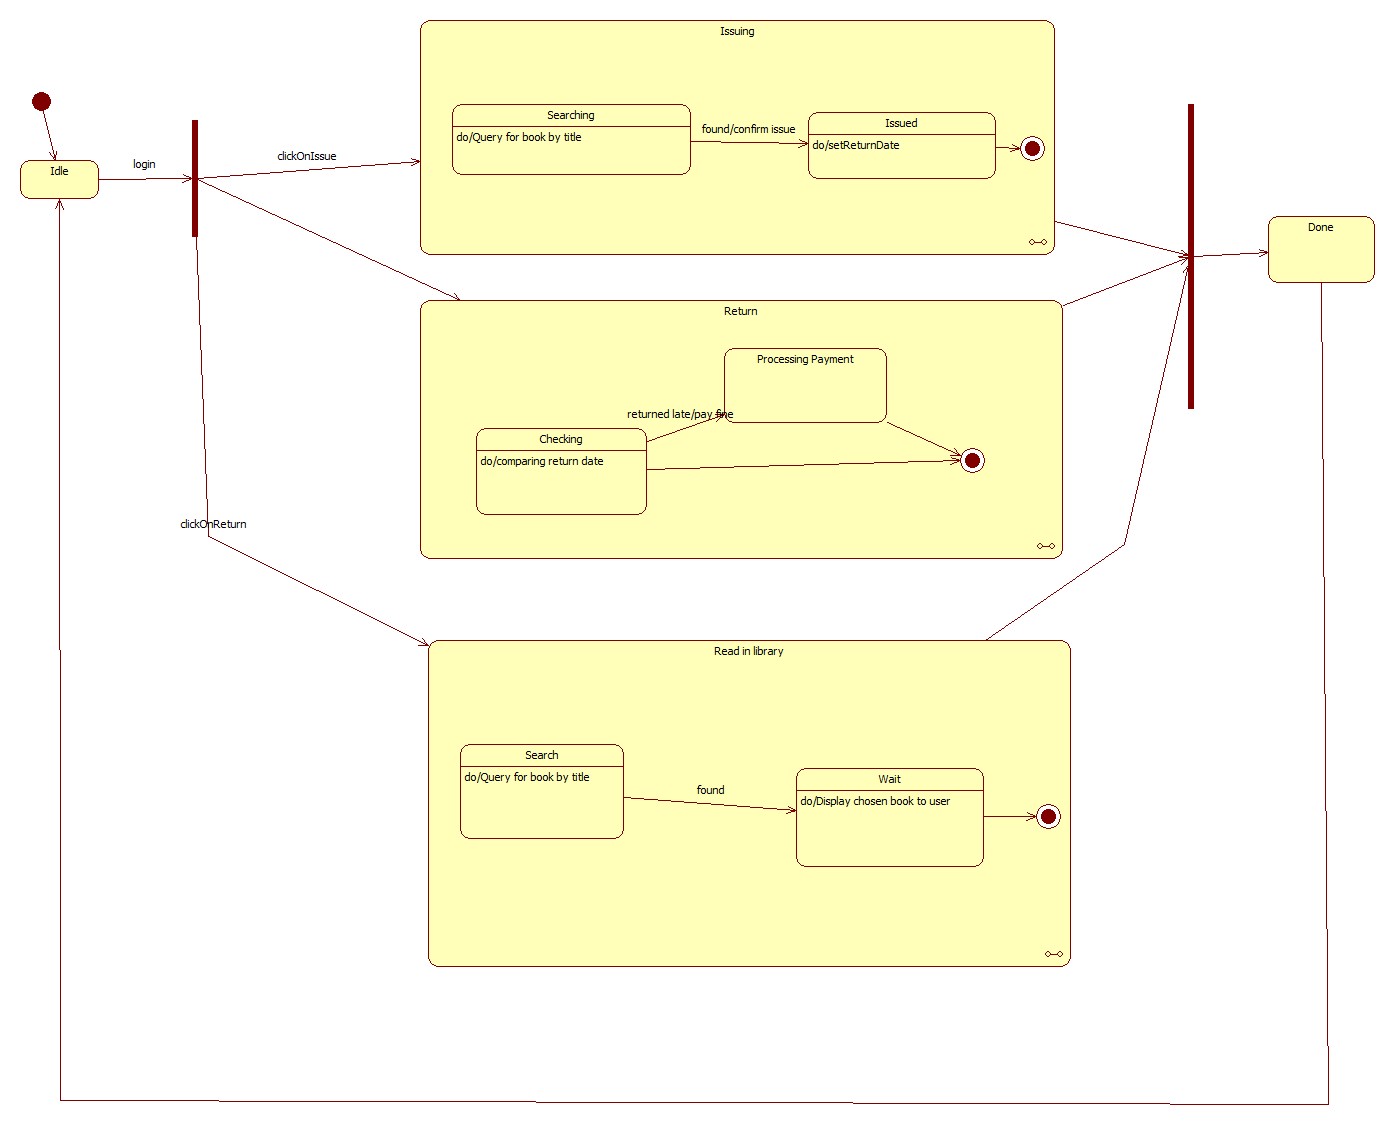 Issuing
Searching
do/Query for book by title
found/confirm issue
Issued
do/setReturnDate
Idle
login
clickOnIssue
Done
Return
Processing Payment
returned late/pay fine
Checking
do/comparing return date
clickOnReturn
Read in library
Search
do/Query for book by title
found
Wait
do/Display chosen book to user